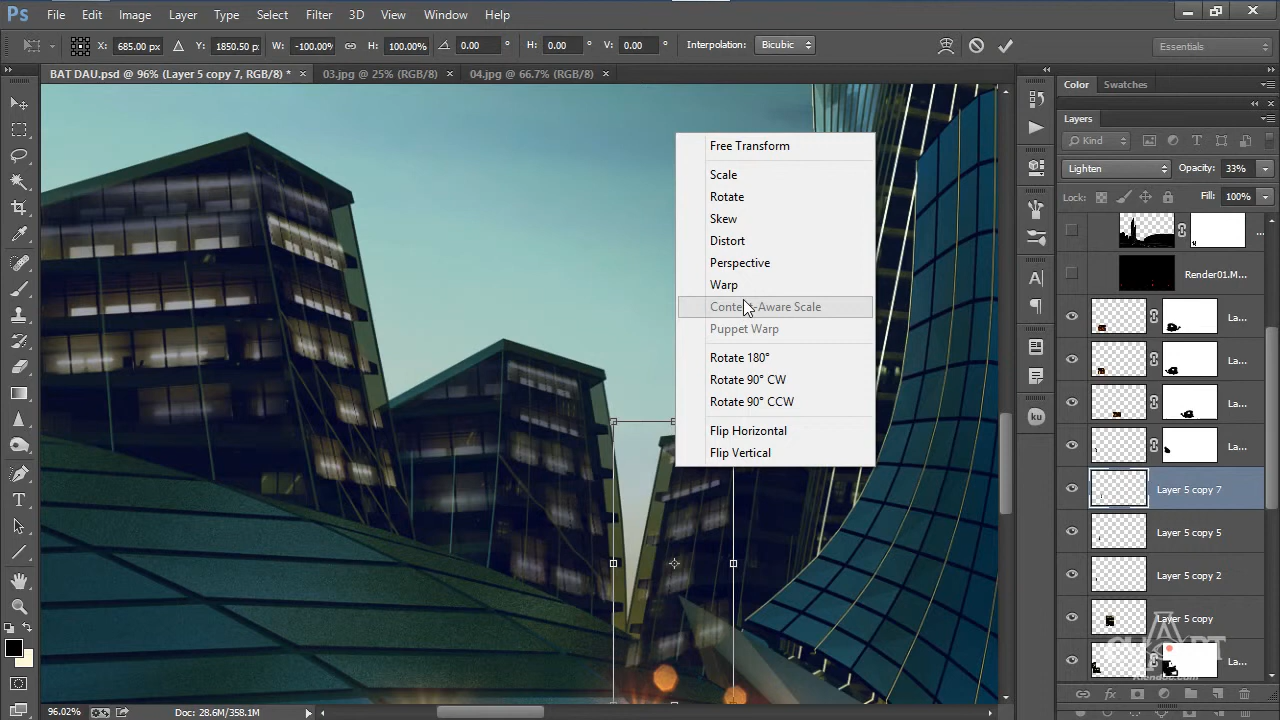 Ps File Edit Image Layer Type Select Filter 3D View Window Help
X: 685.00 px Y: 1850.50 p: W: -100.00% H: 100.00% 0.00 ° H: 0.00 ° V: 0.00 ° Interpolation: Bicubic Essentials
BAT DAU.psd @ 96% (Layer 5 copy 7, RGB/8) * × 03.jpg @ 25% (RGB/8) × 04.jpg @ 66.7% (RGB/8) ×
Color Swatches
Layers
Kind
Lighten Opacity: 33%
Lock: Fill: 100%
...
Render01.M...
La...
La...
La...
La...
Layer 5 copy 7
Layer 5 copy 5
Layer 5 copy 2
Layer 5 copy
La...
Free Transform
Scale
Rotate
Skew
Distort
Perspective
Warp
Content-Aware Scale
Puppet Warp
Rotate 180°
Rotate 90° CW
Rotate 90° CCW
Flip Horizontal
Flip Vertical
ku
96.02% Doc: 28.6M/358.1M